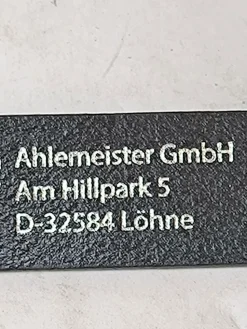 Ahlemeister GmbH
Am Hillpark 5
D-32584 Löhne